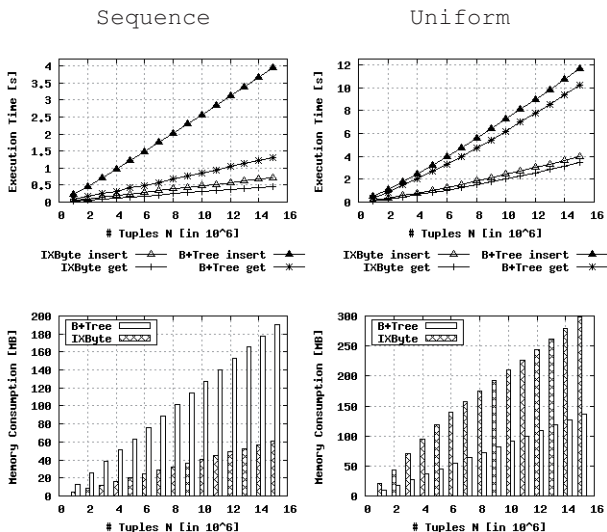 Sequence
Uniform
Execution Time [s]
4
3.5
3
2.5
2
1.5
1
0.5
0
0 2 4 6 8 10 12 14 16
# Tuples N [in 10^6]
IXByte insert B+Tree insert
IXByte get B+Tree get
Execution Time [s]
12
10
8
6
4
2
0
0 2 4 6 8 10 12 14 16
# Tuples N [in 10^6]
IXByte insert B+Tree insert
IXByte get B+Tree get
Memory Consumption [MB]
200
180
160
140
120
100
80
60
40
20
0
B+Tree
IXByte
0 2 4 6 8 10 12 14 16
# Tuples N [in 10^6]
Memory Consumption [MB]
300
250
200
150
100
50
0
B+Tree
IXByte
0 2 4 6 8 10 12 14 16
# Tuples N [in 10^6]